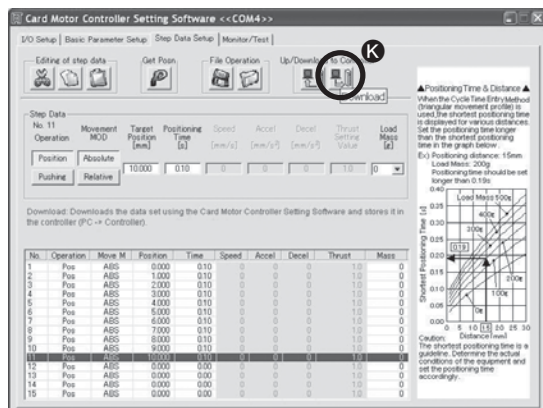 Card Motor Controller Setting Software <<COM4>>
I/O Setup | Basic Parameter Setup | Step Data Setup | Monitor/Test
Editing of step data Get Posn. File Operation Up/Download to Co
K
Download
Step Data
No. 11
Operation Movement MOD Target Position [mm] Positioning Time [s] Speed [mm/s] Accel [mm/s²] Decel [mm/s²] Thrust Setting Value Load Mass [g]
Position Absolute
10.000 0.10 0 0 0 1.0 0
Pushing Relative
Download: Downloads the data set using the Card Motor Controller Setting Software and stores it in
the controller (PC -> Controller).
No. Operation Move M Position Time Speed Accel Decel Thrust Mass
1 Pos ABS 0.000 0.10 0 0 0 1.0 0
2 Pos ABS 1.000 0.10 0 0 0 1.0 0
3 Pos ABS 2.000 0.10 0 0 0 1.0 0
4 Pos ABS 3.000 0.10 0 0 0 1.0 0
5 Pos ABS 4.000 0.10 0 0 0 1.0 0
6 Pos ABS 5.000 0.10 0 0 0 1.0 0
7 Pos ABS 6.000 0.10 0 0 0 1.0 0
8 Pos ABS 7.000 0.10 0 0 0 1.0 0
9 Pos ABS 8.000 0.10 0 0 0 1.0 0
10 Pos ABS 9.000 0.10 0 0 0 1.0 0
11 Pos ABS 10.000 0.10 0 0 0 1.0 0
12 Pos ABS 0.000 0.00 0 0 0 1.0 0
13 Pos ABS 0.000 0.00 0 0 0 1.0 0
14 Pos ABS 0.000 0.00 0 0 0 1.0 0
15 Pos ABS 0.000 0.00 0 0 0 1.0 0
▲Positioning Time & Distance▲
When the Cycle Time Entry Method
(triangular movement profile) is
used,the shortest positioning time
is displayed for various distances.
Set the positioning time longer
than the shortest positioning
time in the graph below.
Ex) Positioning distance: 15mm
Load Mass: 200g
Positioning time should be set
longer than 0.19s
Shortest Positioning Time [s]
0.40
Load Mass 500g
0.25
400g
0.30
300g
0.25
0.19
0.20
0.15
200g
0.10
100g
0.05
0g
0.00
0 5 10 15 20 25 30
Distance [mm]
Caution:
The shortest positioning time is a
guideline. Determine the actual
conditions of the equipment and
set the positioning time
accordingly.